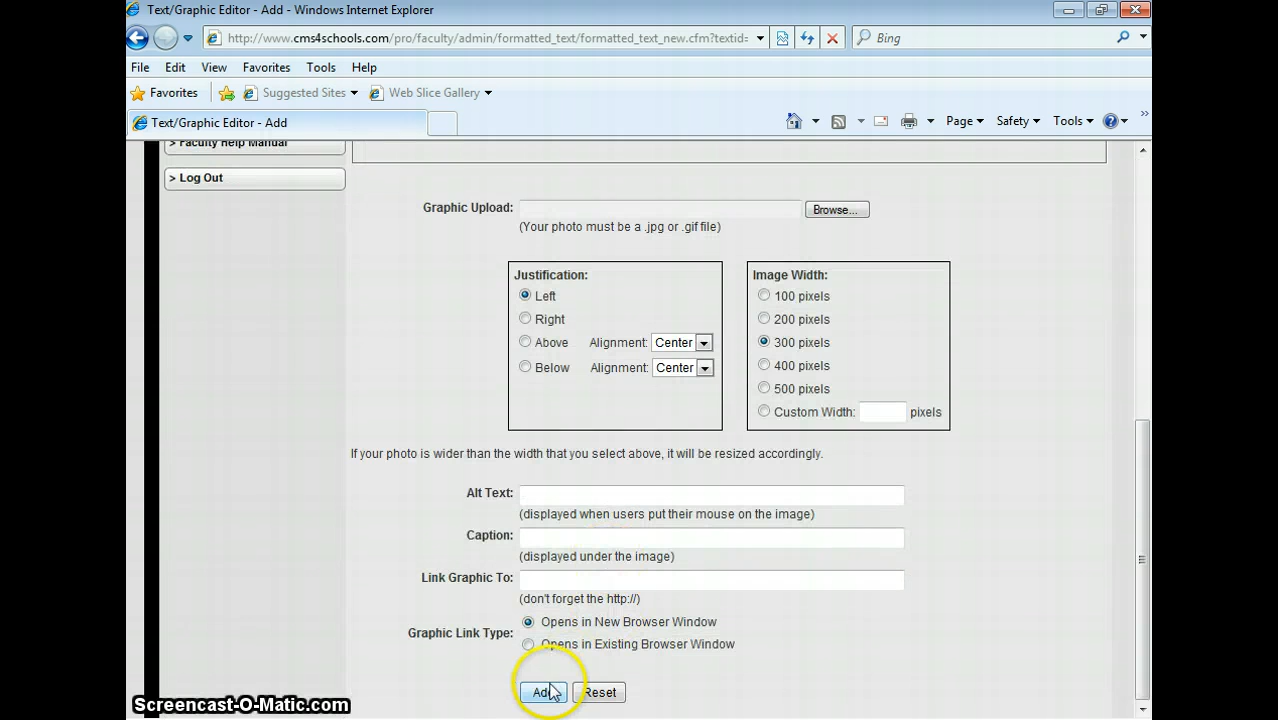 Text/Graphic Editor - Add - Windows Internet Explorer
http://www.cms4schools.com/pro/faculty/admin/formatted_text/formatted_text_new.cfm?textid= Bing
File Edit View Favorites Tools Help
Favorites Suggested Sites Web Slice Gallery
Text/Graphic Editor - Add Page Safety Tools
> Faculty Help Manual
> Log Out
Graphic Upload: Browse...
(Your photo must be a .jpg or .gif file)
Justification: Image Width:
Left 100 pixels
Right 200 pixels
Above Alignment: Center 300 pixels
Below Alignment: Center 400 pixels
500 pixels
Custom Width: pixels
If your photo is wider than the width that you select above, it will be resized accordingly.
Alt Text:
(displayed when users put their mouse on the image)
Caption:
(displayed under the image)
Link Graphic To:
(don't forget the http://)
Graphic Link Type: Opens in New Browser Window
Opens in Existing Browser Window
Add Reset
Screencast-O-Matic.com